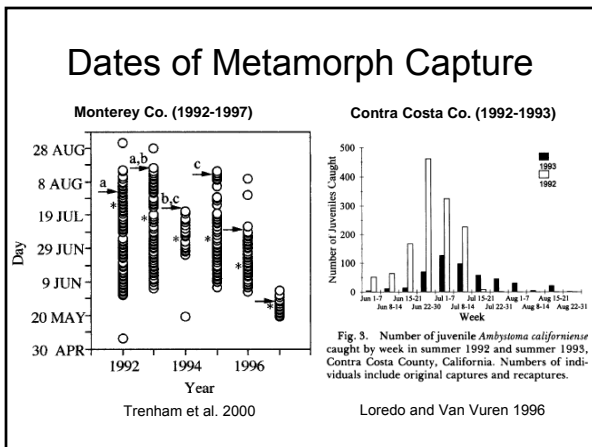 Dates of Metamorph Capture
Monterey Co. (1992-1997)
28 AUG
8 AUG
19 JUL
29 JUN
9 JUN
20 MAY
30 APR
Day
a
a,b
b,c
c
*
*
*
*
*
1992
1994
1996
Year
Trenham et al. 2000
Contra Costa Co. (1992-1993)
500
400
300
200
100
0
Number of Juveniles Caught
1993
1992
Jun 1-7
Jun 8-14
Jun 15-21
Jun 22-30
Jul 1-7
Jul 8-14
Jul 15-21
Jul 22-31
Aug 1-7
Aug 8-14
Aug 15-21
Aug 22-31
Week
Fig. 3. Number of juvenile Ambystoma californiense
caught by week in summer 1992 and summer 1993,
Contra Costa County, California. Numbers of indi-
viduals include original captures and recaptures.
Loredo and Van Vuren 1996